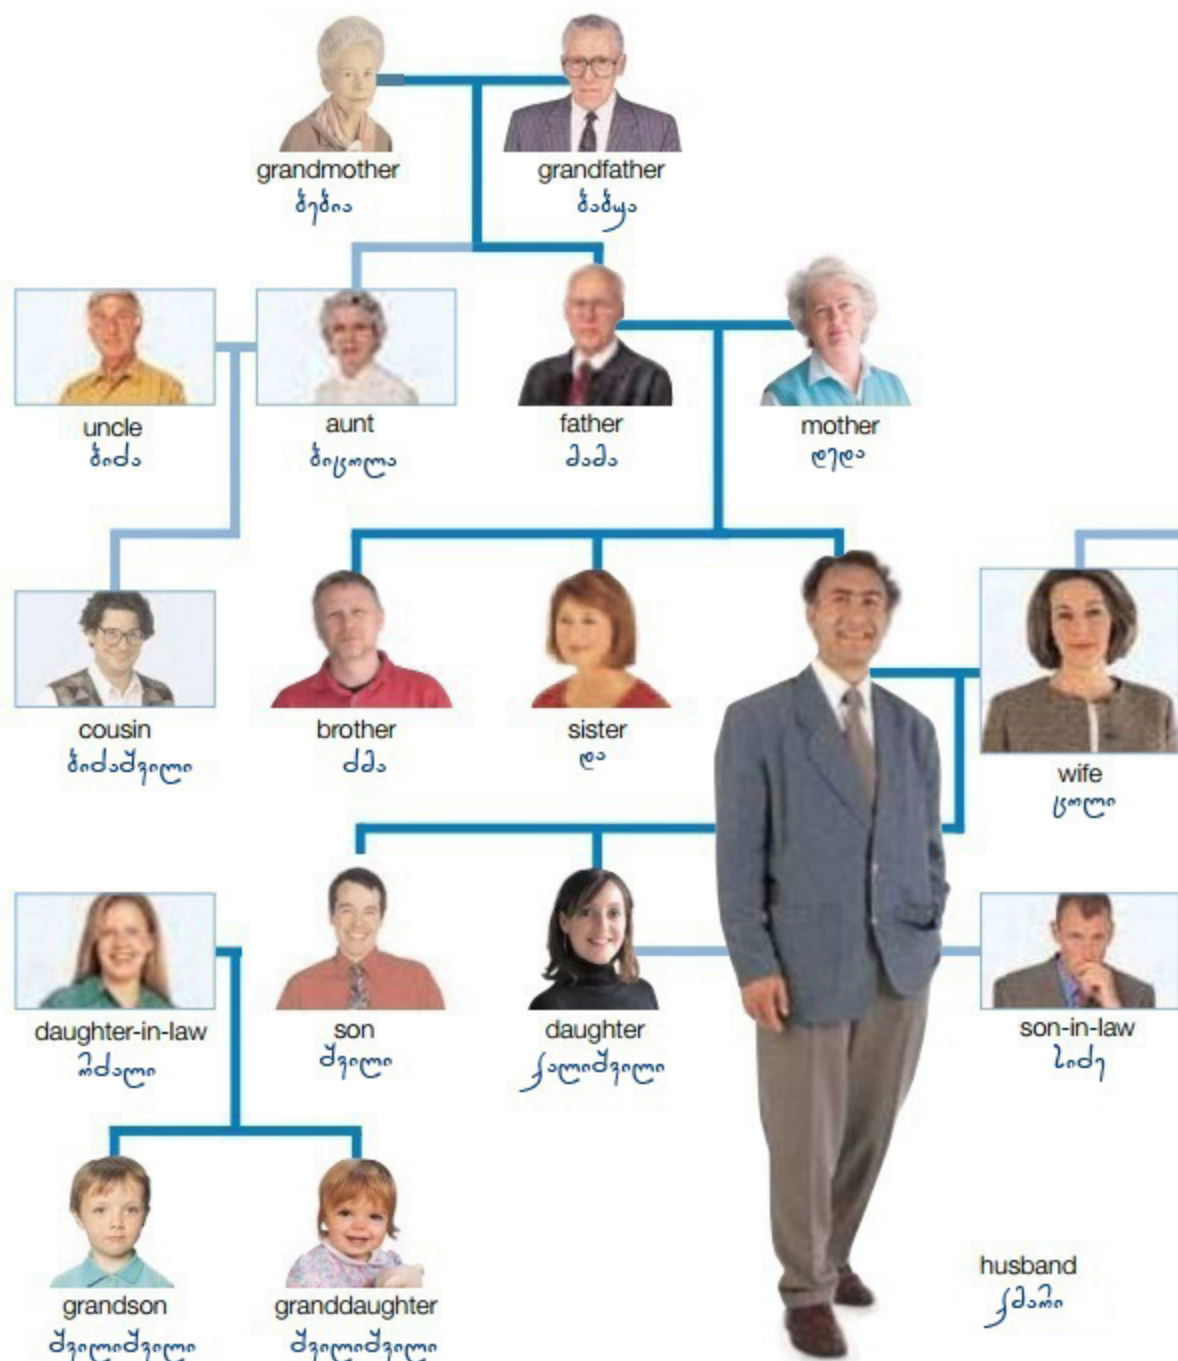 grandmother
ბებია
grandfather
ბაბუა
uncle
ბიძა
aunt
ბიცოლა
father
მამა
mother
დედა
cousin
ბიძაშვილი
brother
ძმა
sister
და
wife
ცოლი
daughter-in-law
რძალი
son
შვილი
daughter
ქალიშვილი
son-in-law
სიძე
grandson
შვილიშვილი
granddaughter
შვილიშვილი
husband
ქმარი